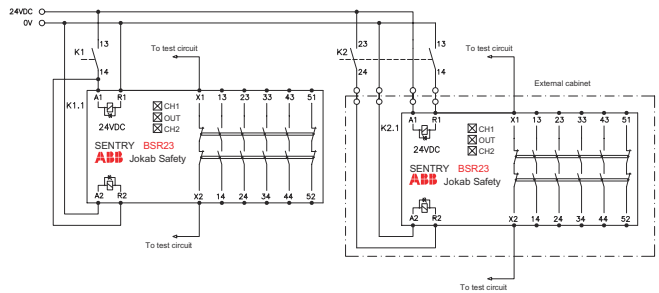 24VDC
0V
K1
13
14
To test circuit
K1.1
A1
R1
X1
13
23
33
43
51
24VDC
CH1
OUT
CH2
SENTRY BSR23
ABB Jokab Safety
A2
R2
X2
14
24
34
44
52
To test circuit
K2
23
24
13
14
To test circuit
External cabinet
K2.1
A1
R1
X1
13
23
33
43
51
24VDC
CH1
OUT
CH2
SENTRY BSR23
ABB Jokab Safety
A2
R2
X2
14
24
34
44
52
To test circuit